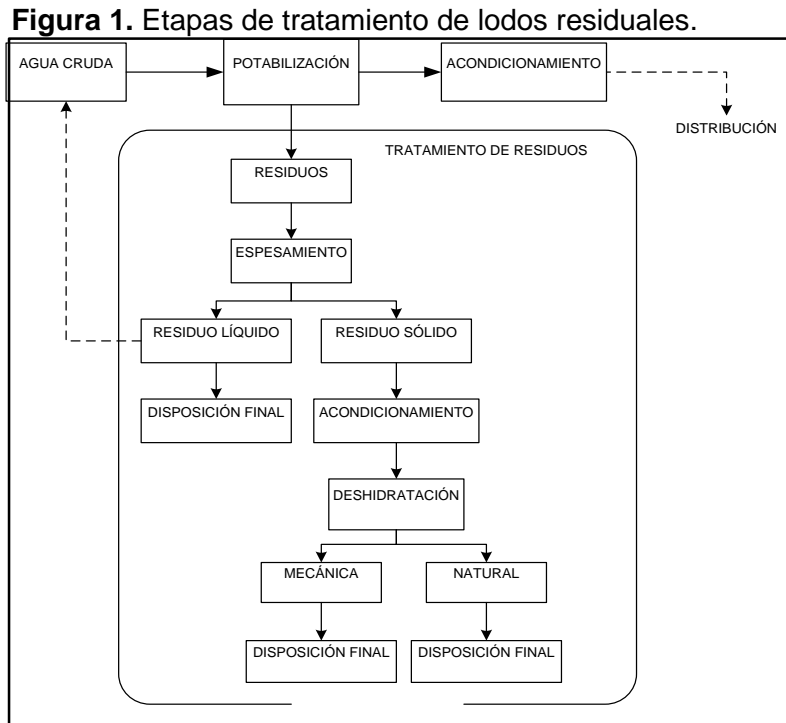 Figura 1. Etapas de tratamiento de lodos residuales.
AGUA CRUDA
POTABILIZACIÓN
ACONDICIONAMIENTO
DISTRIBUCIÓN
TRATAMIENTO DE RESIDUOS
RESIDUOS
ESPESAMIENTO
RESIDUO LÍQUIDO
RESIDUO SÓLIDO
DISPOSICIÓN FINAL
ACONDICIONAMIENTO
DESHIDRATACIÓN
MECÁNICA
NATURAL
DISPOSICIÓN FINAL
DISPOSICIÓN FINAL